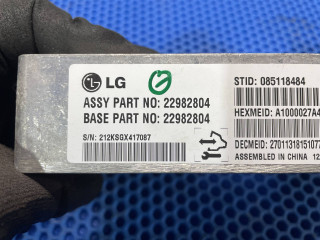 LG
STID: 085118484
ASSY PART NO: 22982804
BASE PART NO: 22982804
HEXMEID: A1000027A4
S/N: 212KSGX417087
DECMEID: 2701131815107
ASSEMBLED IN CHINA 12